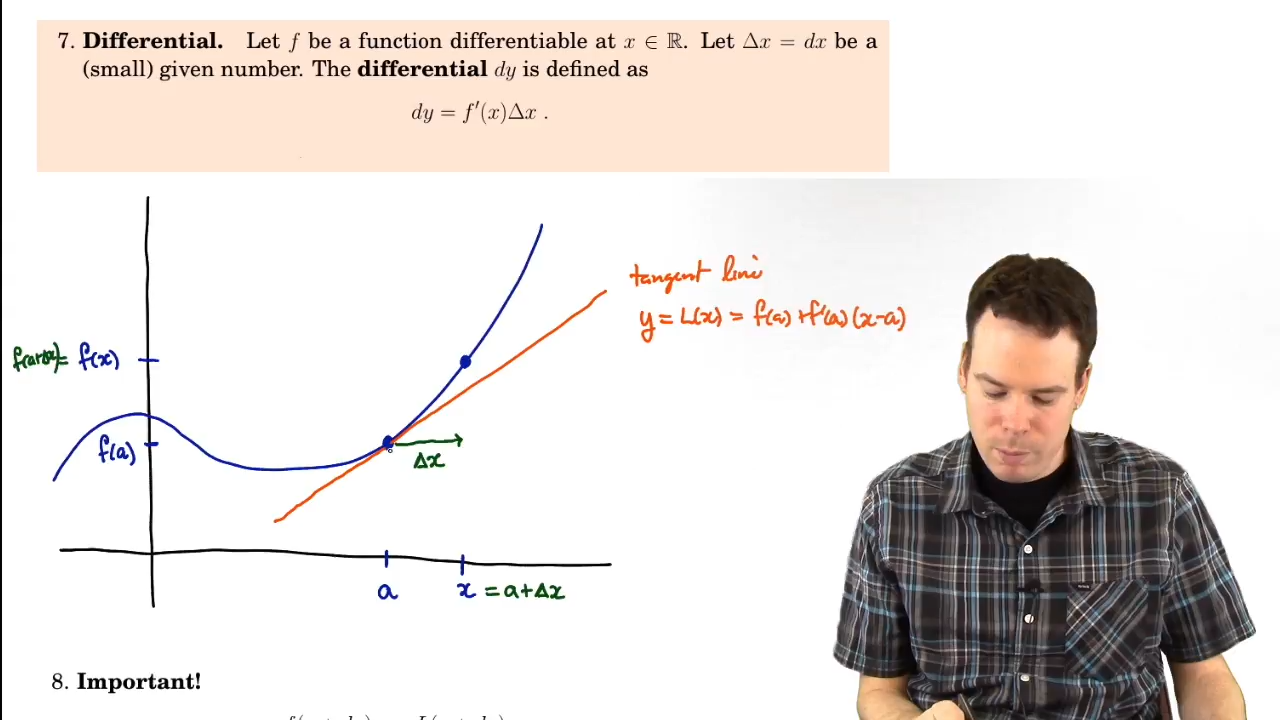 7. Differential. Let f be a function differentiable at x ∈ ℝ. Let Δx = dx be a
(small) given number. The differential dy is defined as
dy = f′(x)Δx .
tangent line
y = L(x) = f(a) + f'(a) (x-a)
f(a+Δx) = f(x)
f(a)
Δx
a
x = a+Δx
8. Important!